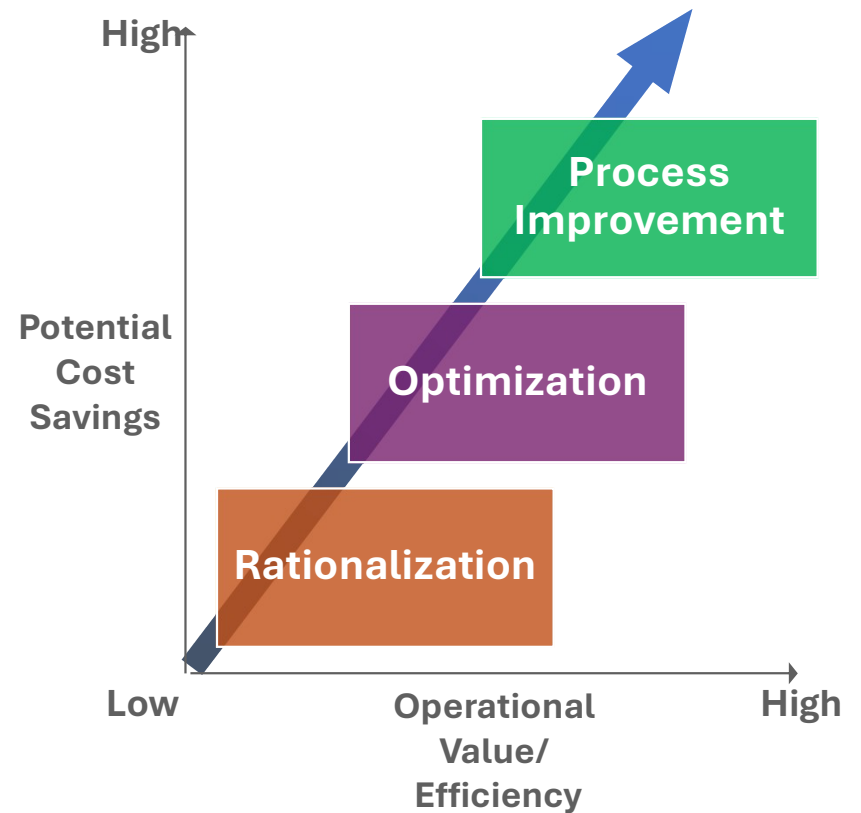 High
Process
Improvement
Potential
Cost
Savings
Optimization
Rationalization
Low
Operational
Value/
Efficiency
High